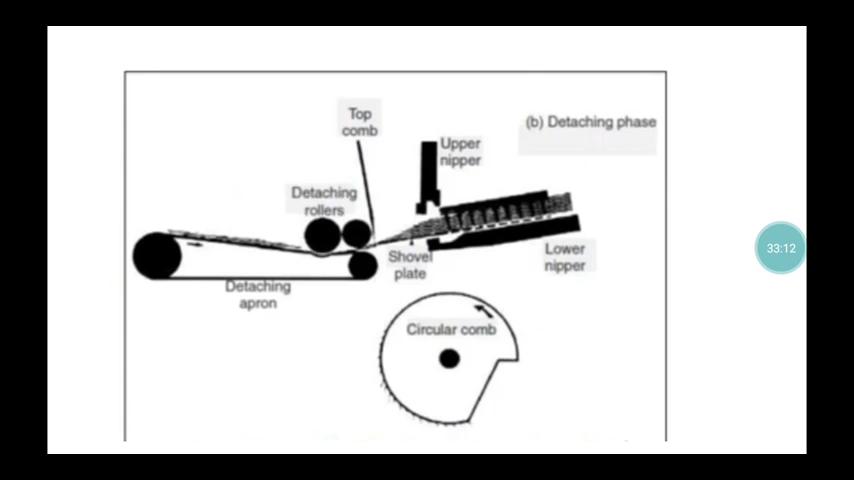 Top
comb
(b) Detaching phase
Upper
nipper
Detaching
rollers
Shovel
plate
Lower
nipper
Detaching
apron
Circular comb
33:12